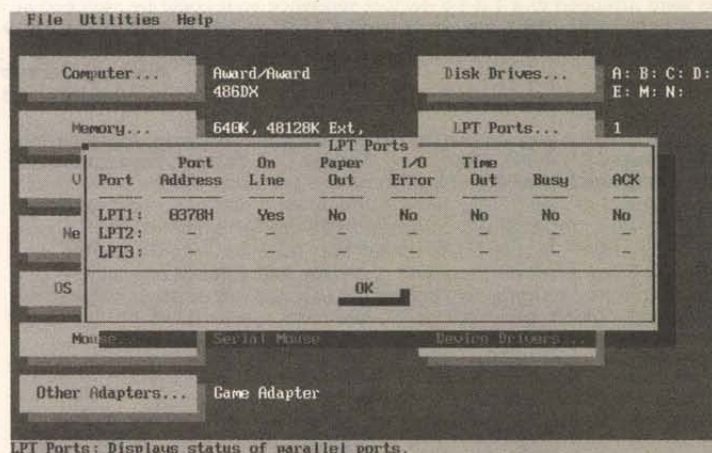 File Utilities Help
Computer... Award/Award Disk Drives... A: B: C: D:
486DX E: M: N:
Memory... 640K, 48128K Ext, LPT Ports... 1
LPT Ports
Port On Paper I/O Time
V Port Address Line Out Error Out Busy ACK
LPT1: 0378H Yes No No No No No
Ne LPT2: - - - - - - -
LPT3: - - - - - - -
OS OK
Mouse... Serial Mouse Device Drivers...
Other Adapters... Game Adapter
LPT Ports: Displays status of parallel ports.